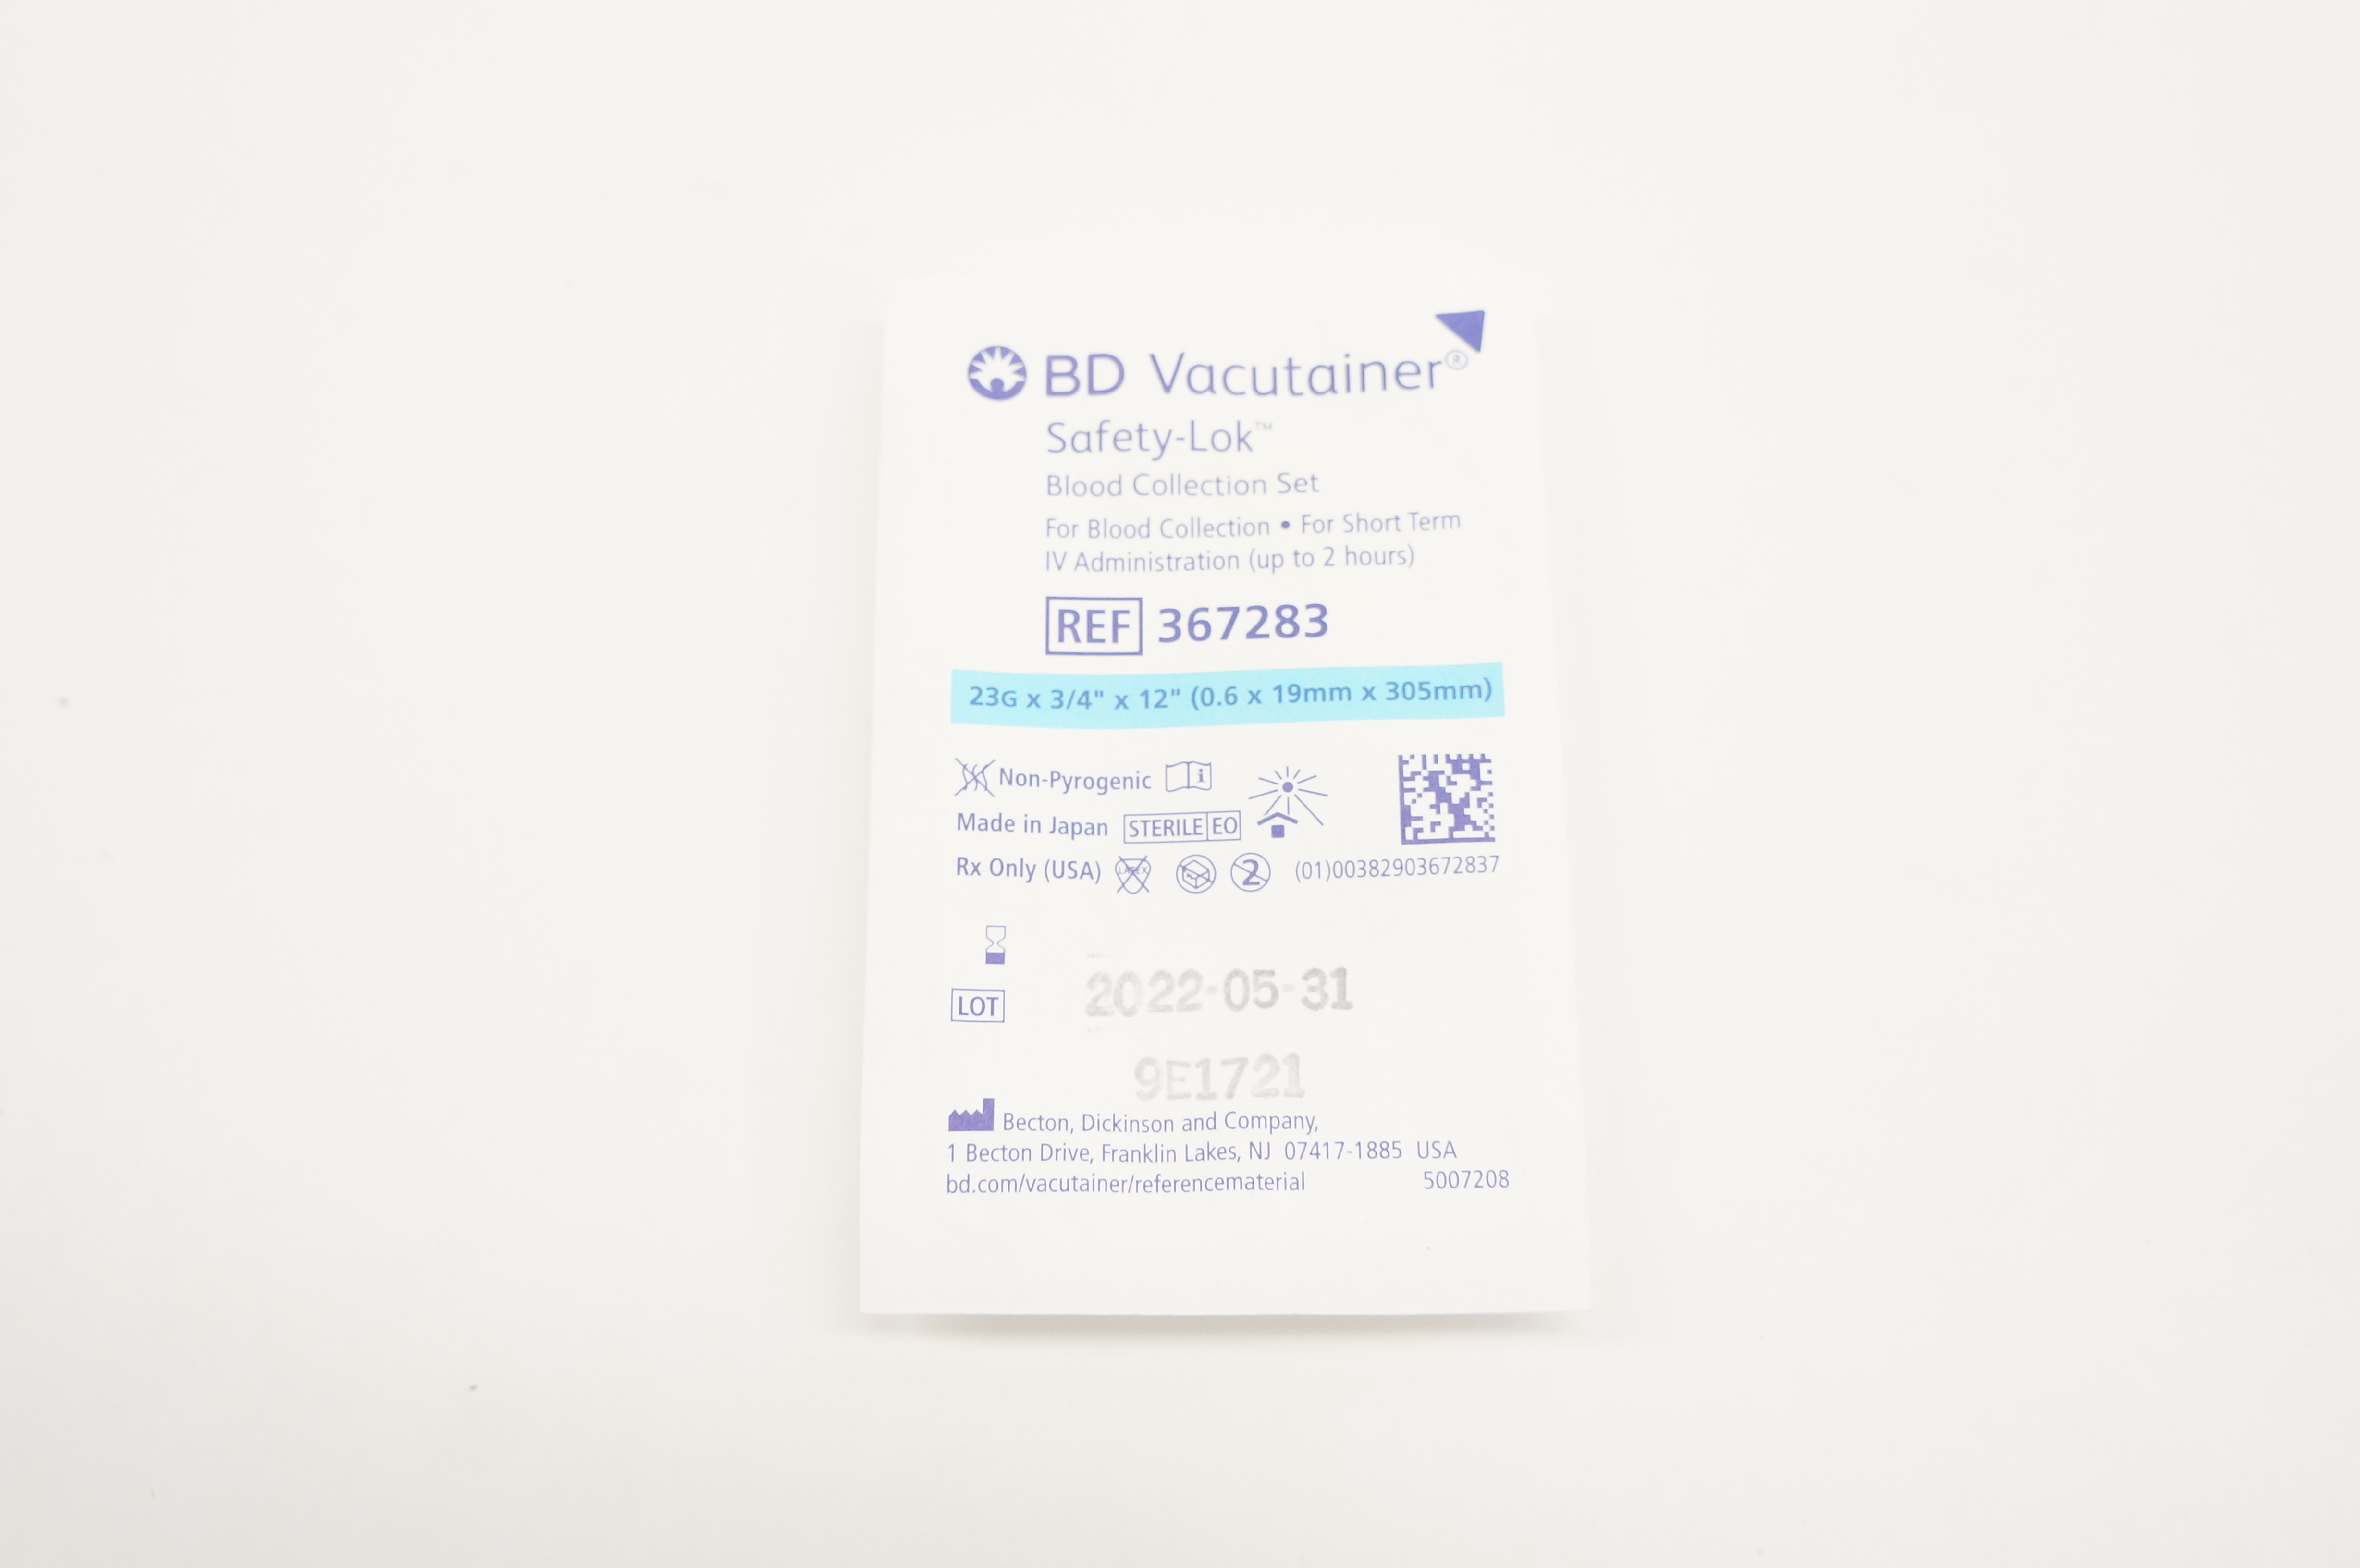 BD Vacutainer®
Safety-Lok™
Blood Collection Set
For Blood Collection • For Short Term
IV Administration (up to 2 hours)
REF 367283
23G x 3/4" x 12" (0.6 x 19mm x 305mm)
Non-Pyrogenic i
Made in Japan STERILE EO
Rx Only (USA) LATEX 2 (01)00382903672837
2022-05-31
LOT
9E1721
Becton, Dickinson and Company,
1 Becton Drive, Franklin Lakes, NJ 07417-1885 USA
bd.com/vacutainer/referencematerial 5007208